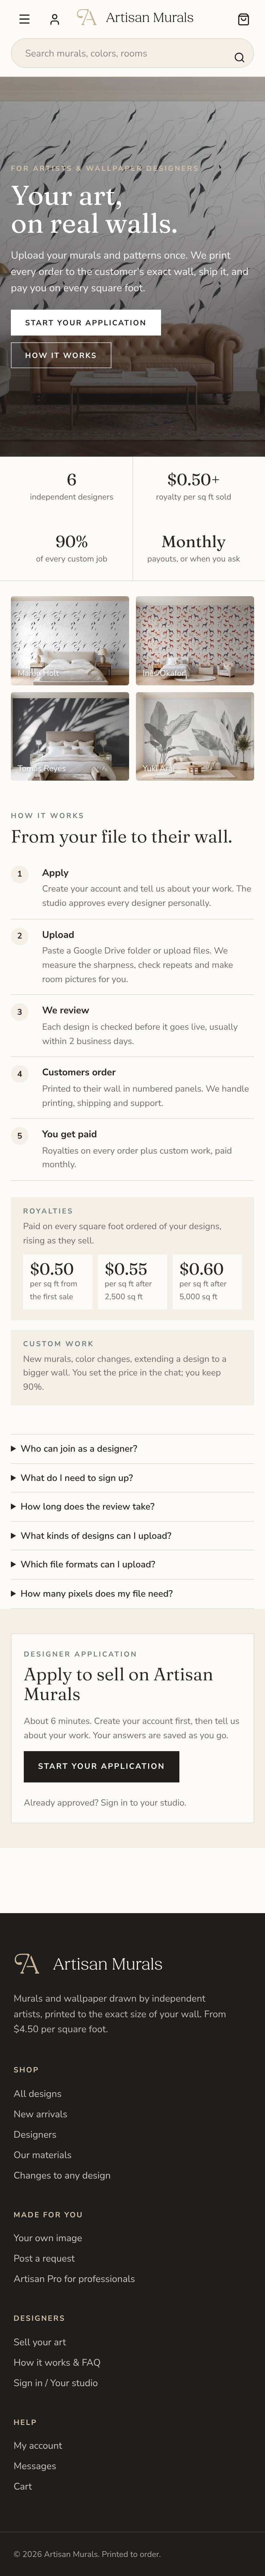 Artisan Murals
Search murals, colors, rooms
FOR ARTISTS & WALLPAPER DESIGNERS
Your art,
on real walls.
Upload your murals and patterns once. We print
every order to the customer's exact wall, ship it, and
pay you on every square foot.
START YOUR APPLICATION
HOW IT WORKS
6
independent designers
$0.50+
royalty per sq ft sold
90%
of every custom job
Monthly
payouts, or when you ask
HOW IT WORKS
From your file to their wall.
1
Apply
Create your account and tell us about your work. The
studio approves every designer personally.
2
Upload
Paste a Google Drive folder or upload files. We
measure the sharpness, check repeats and make
room pictures for you.
3
We review
Each design is checked before it goes live, usually
within 2 business days.
4
Customers order
Printed to their wall in numbered panels. We handle
printing, shipping and support.
5
You get paid
Royalties on every order plus custom work, paid
monthly.
ROYALTIES
Paid on every square foot ordered of your designs,
rising as they sell.
$0.50
per sq ft from
the first sale
$0.55
per sq ft after
2,500 sq ft
$0.60
per sq ft after
5,000 sq ft
CUSTOM WORK
New murals, color changes, extending a design to a
bigger wall. You set the price in the chat; you keep
90%.
Who can join as a designer?
What do I need to sign up?
How long does the review take?
What kinds of designs can I upload?
Which file formats can I upload?
How many pixels does my file need?
DESIGNER APPLICATION
Apply to sell on Artisan
Murals
About 6 minutes. Create your account first, then tell us
about your work. Your answers are saved as you go.
START YOUR APPLICATION
Already approved? Sign in to your studio.
Artisan Murals
Murals and wallpaper drawn by independent
artists, printed to the exact size of your wall. From
$4.50 per square foot.
SHOP
All designs
New arrivals
Designers
Our materials
Changes to any design
MADE FOR YOU
Your own image
Post a request
Artisan Pro for professionals
DESIGNERS
Sell your art
How it works & FAQ
Sign in / Your studio
HELP
My account
Messages
Cart
© 2026 Artisan Murals. Printed to order.